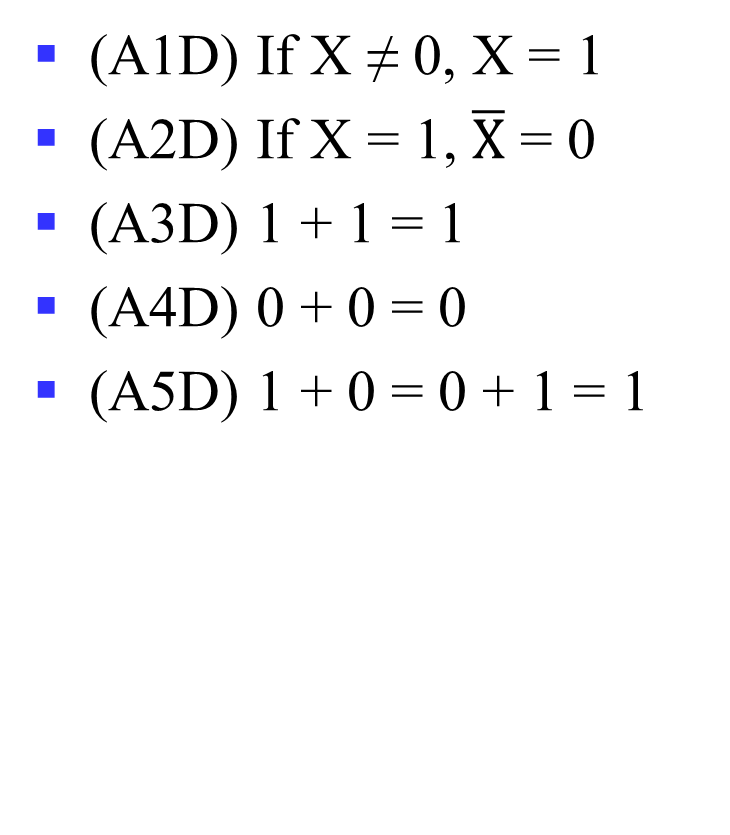 ▪ (A1D) If X ≠ 0, X = 1
▪ (A2D) If X = 1, X̅ = 0
▪ (A3D) 1 + 1 = 1
▪ (A4D) 0 + 0 = 0
▪ (A5D) 1 + 0 = 0 + 1 = 1